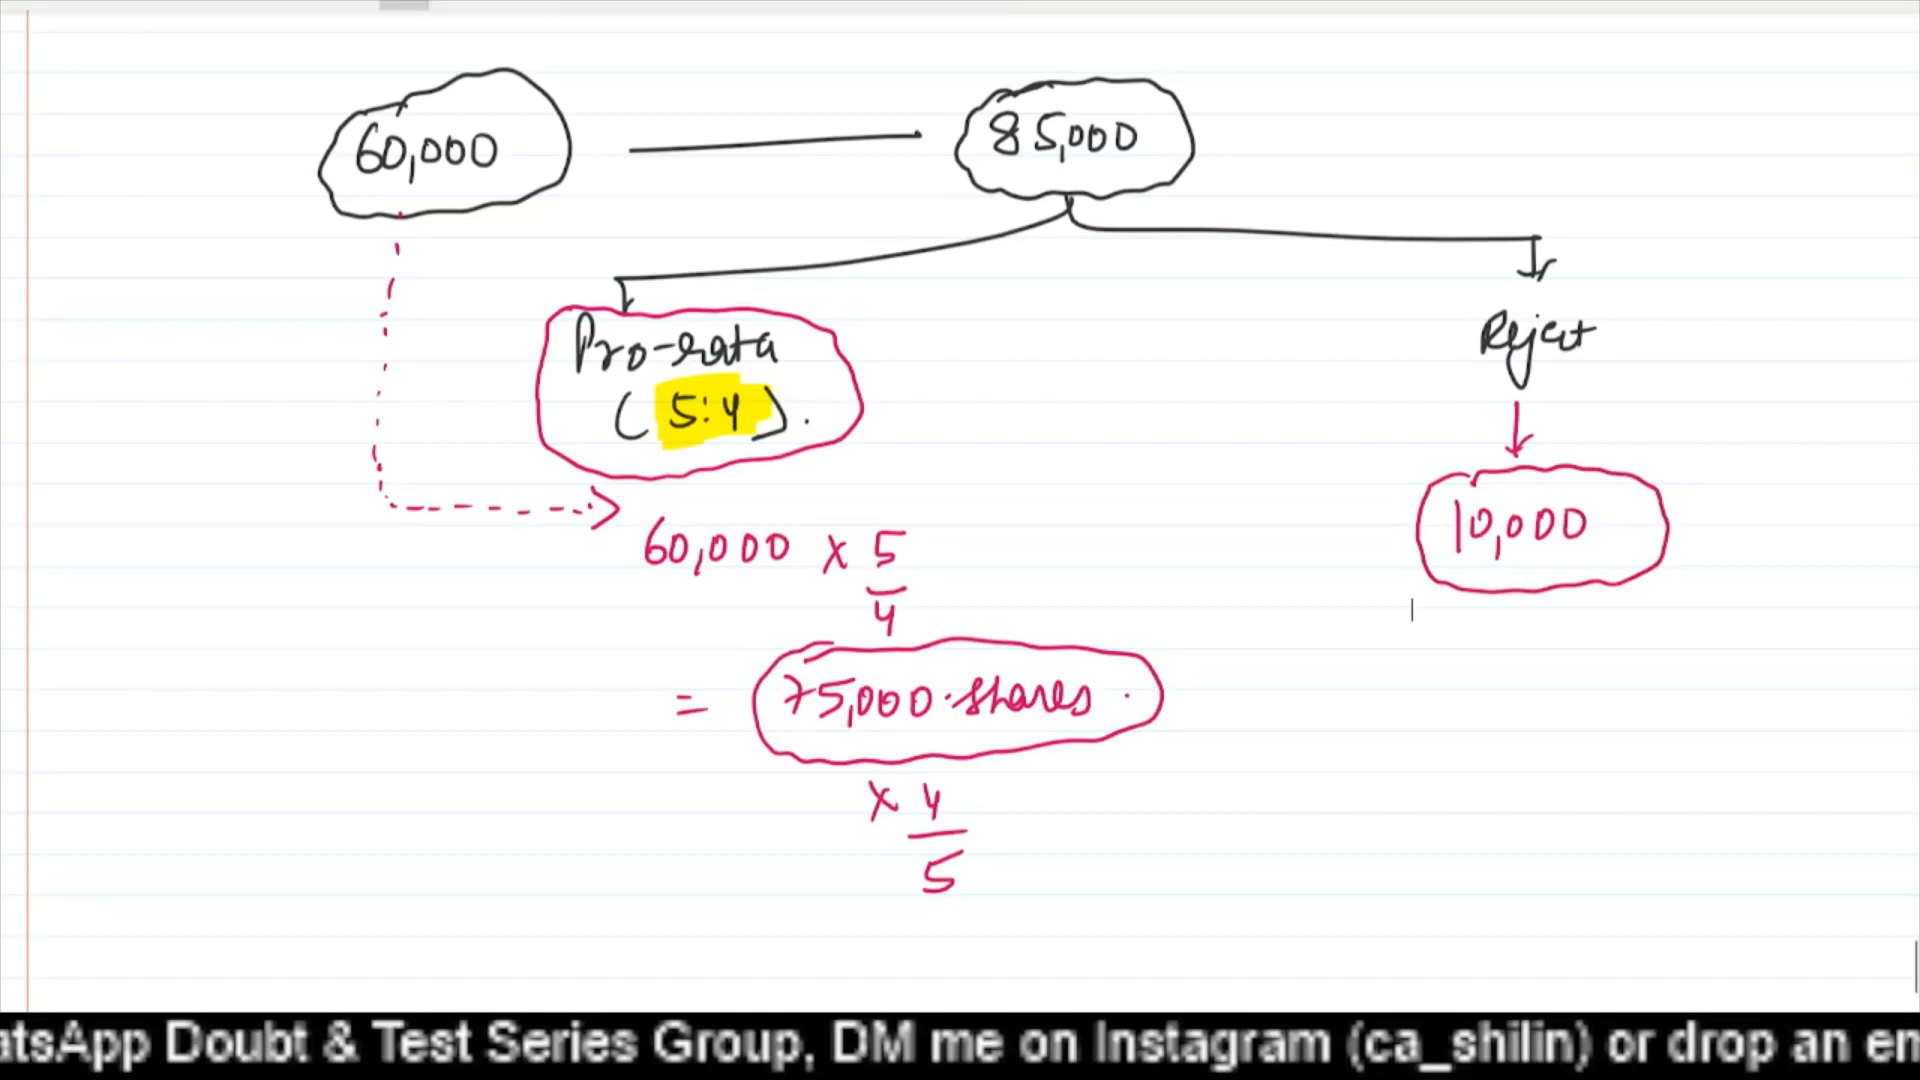 60,000
85,000
Pro-rata
(5:4).
Reject
10,000
60,000 x 5
4
= 75,000 shares.
x 4
5
atsApp Doubt & Test Series Group, DM me on Instagram (ca_shilin) or drop an em